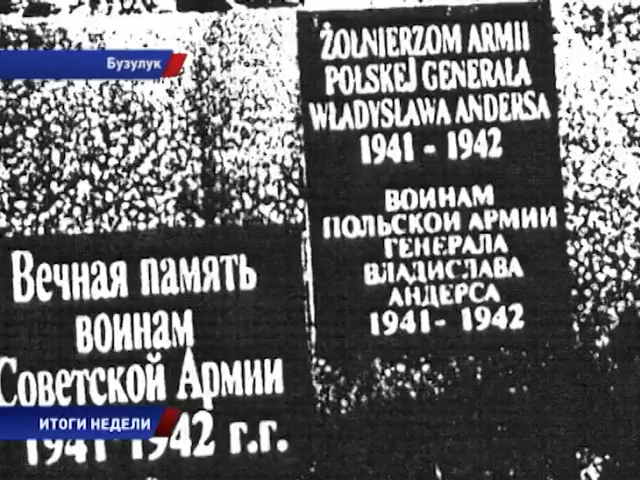 Бузулук
ŻOŁNIERZOM ARMII
POLSKEJ GENERAŁA
WŁADYSŁAWA ANDERSA
1941 - 1942
ВОИНАМ
ПОЛЬСКОЙ АРМИИ
ГЕНЕРАЛА
ВЛАДИСЛАВА
АНДЕРСА
1941- 1942
Вечная память
воинам
Советской Армии
1941-1942 г.г.
ИТОГИ НЕДЕЛИ